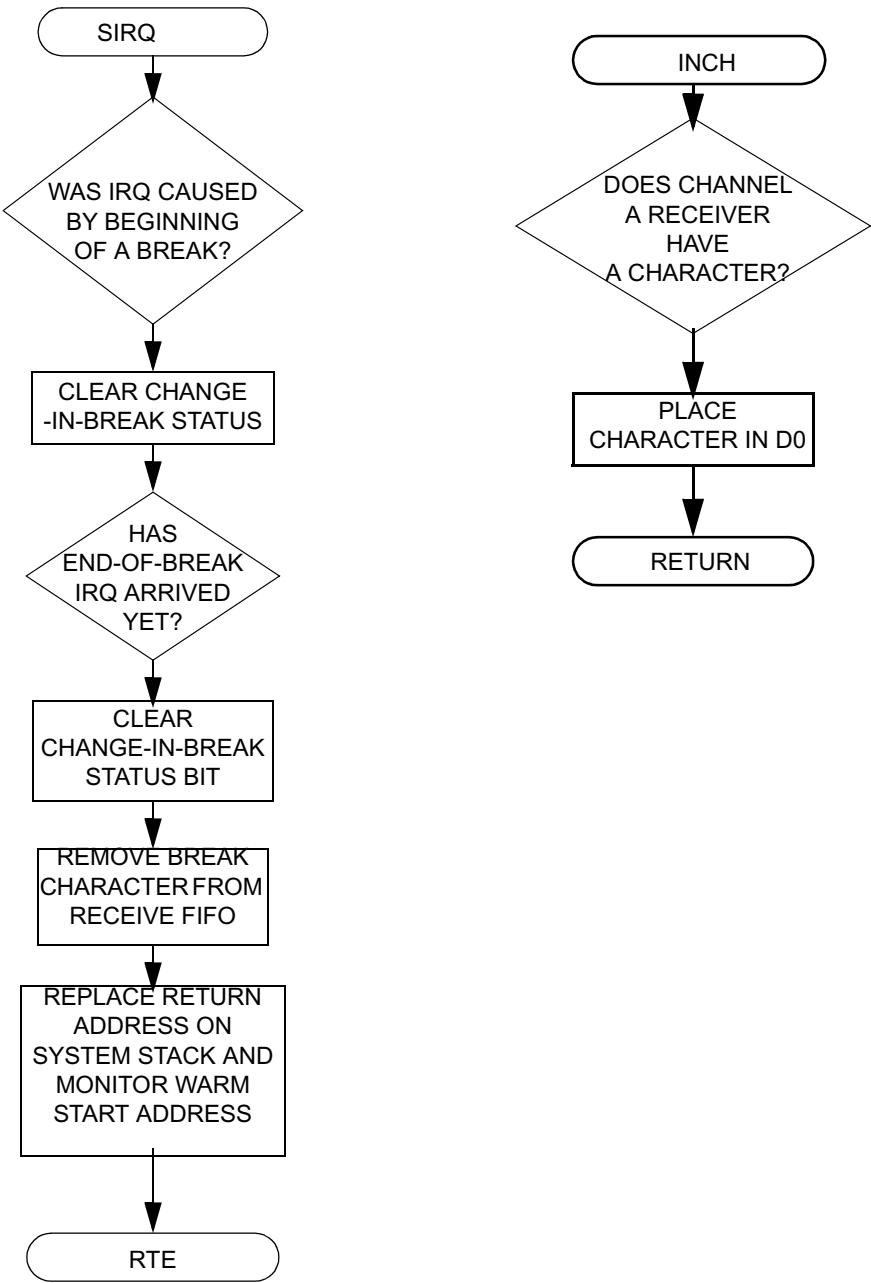 SIRQ
WAS IRQ CAUSED
BY BEGINNING
OF A BREAK?
CLEAR CHANGE
-IN-BREAK STATUS
HAS
END-OF-BREAK
IRQ ARRIVED
YET?
CLEAR
CHANGE-IN-BREAK
STATUS BIT
REMOVE BREAK
CHARACTER FROM
RECEIVE FIFO
REPLACE RETURN
ADDRESS ON
SYSTEM STACK AND
MONITOR WARM
START ADDRESS
RTE
INCH
DOES CHANNEL
A RECEIVER
HAVE
A CHARACTER?
PLACE
CHARACTER IN D0
RETURN